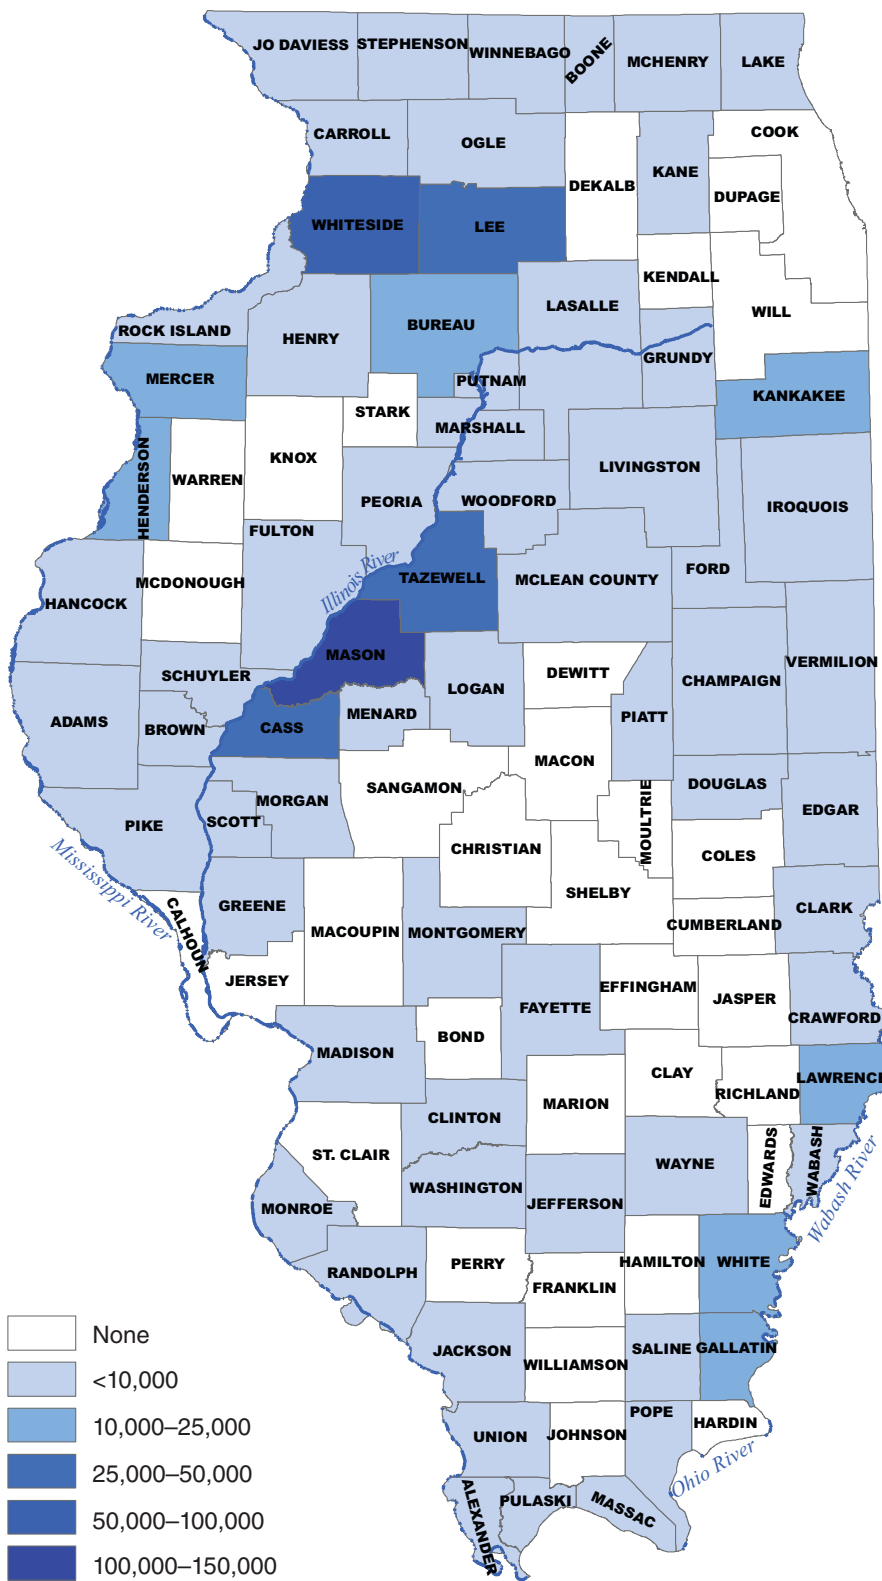 JO DAVIESS
STEPHENSON
WINNEBAGO
BOONE
MCHENRY
LAKE
CARROLL
OGLE
DEKALB
KANE
COOK
DUPAGE
WHITESIDE
LEE
KENDALL
WILL
ROCK ISLAND
HENRY
BUREAU
LASALLE
GRUNDY
MERCER
PUTNAM
KANKAKEE
STARK
MARSHALL
HENDERSON
WARREN
KNOX
PEORIA
WOODFORD
LIVINGSTON
IROQUOIS
FULTON
Illinois River
TAZEWELL
MCLEAN COUNTY
FORD
HANCOCK
MCDONOUGH
MASON
SCHUYLER
LOGAN
DEWITT
CHAMPAIGN
VERMILION
ADAMS
BROWN
CASS
MENARD
PIATT
MACON
SANGAMON
MORGAN
DOUGLAS
EDGAR
PIKE
SCOTT
MOULTRIE
CHRISTIAN
COLES
Mississippi River
SHELBY
CALHOUN
GREENE
MACOUPIN
MONTGOMERY
CUMBERLAND
CLARK
JERSEY
EFFINGHAM
JASPER
FAYETTE
CRAWFORD
BOND
MADISON
CLAY
RICHLAND
LAWRENCE
CLINTON
MARION
ST. CLAIR
WAYNE
EDWARDS
WABASH
Wabash River
WASHINGTON
JEFFERSON
MONROE
RANDOLPH
PERRY
FRANKLIN
HAMILTON
WHITE
JACKSON
WILLIAMSON
SALINE
GALLATIN
UNION
JOHNSON
POPE
HARDIN
Ohio River
ALEXANDER
PULASKI
MASSAC
None
<10,000
10,000–25,000
25,000–50,000
50,000–100,000
100,000–150,000